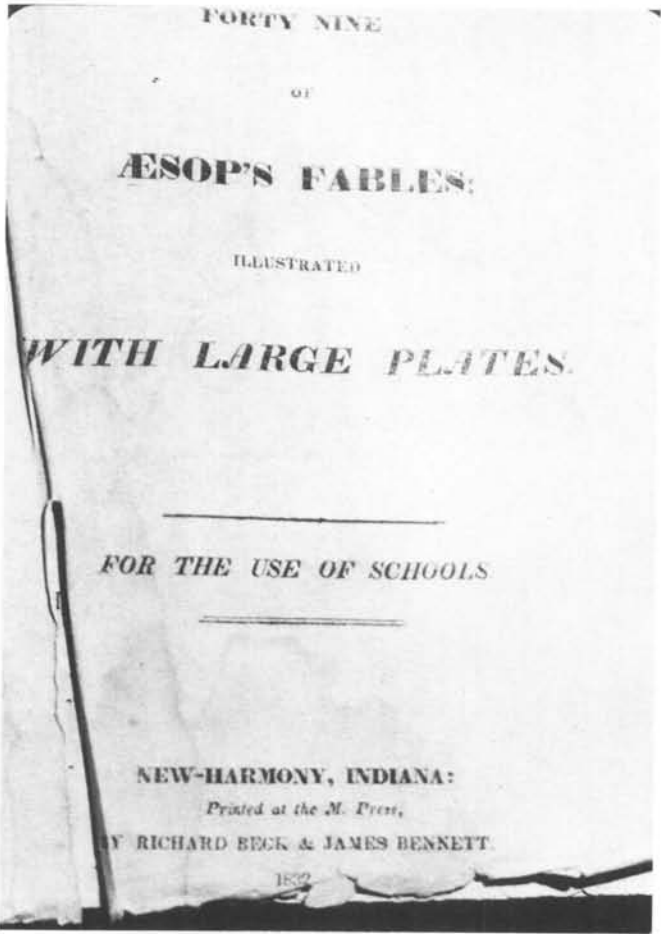 FORTY NINE
OF
ÆSOP'S FABLES:
ILLUSTRATED
WITH LARGE PLATES.
FOR THE USE OF SCHOOLS
NEW-HARMONY, INDIANA:
Printed at the M. Press,
BY RICHARD BECK & JAMES BENNETT.
1832